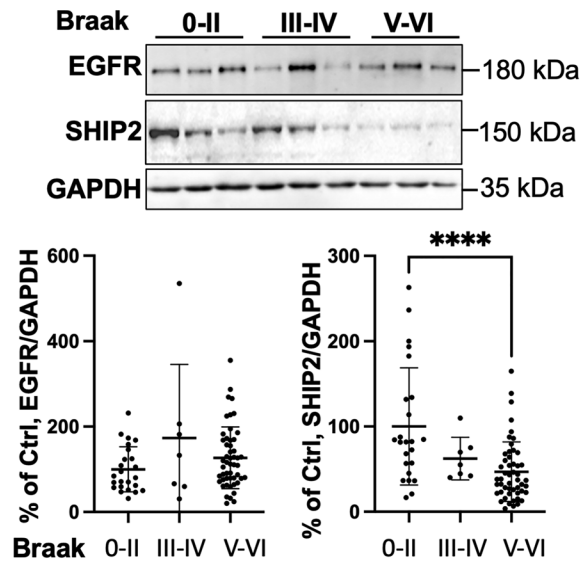 Braak 0-II III-IV V-VI
EGFR 180 kDa
SHIP2 150 kDa
GAPDH 35 kDa
% of Ctrl, EGFR/GAPDH
600
400
200
0
Braak 0-II III-IV V-VI
% of Ctrl, SHIP2/GAPDH
****
300
200
100
0
0-II III-IV V-VI